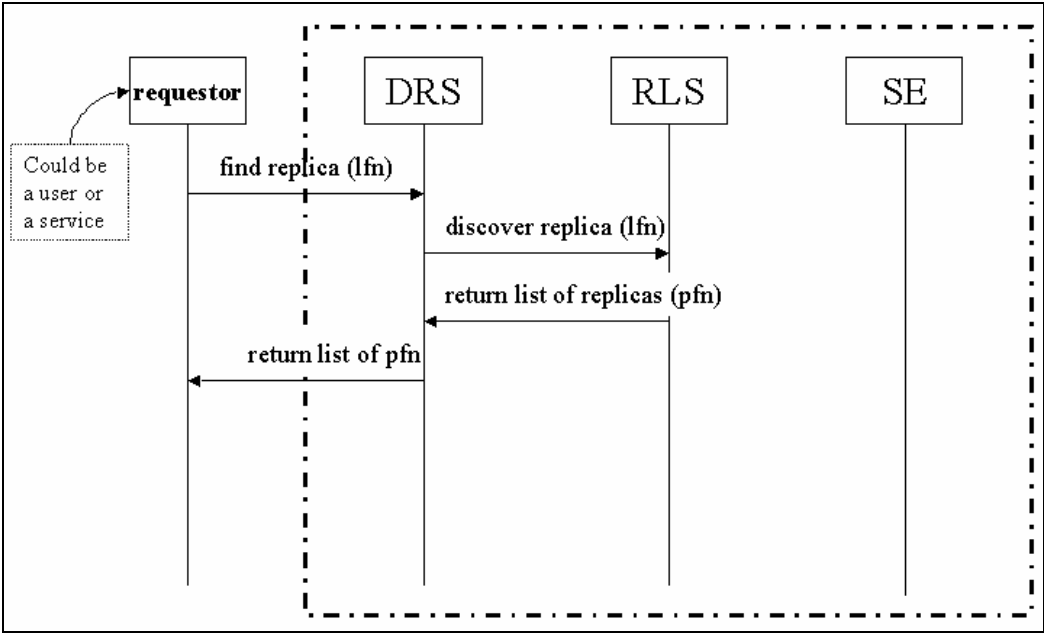 requestor
DRS
RLS
SE
Could be
a user or
a service
find replica (lfn)
discover replica (lfn)
return list of replicas (pfn)
return list of pfn